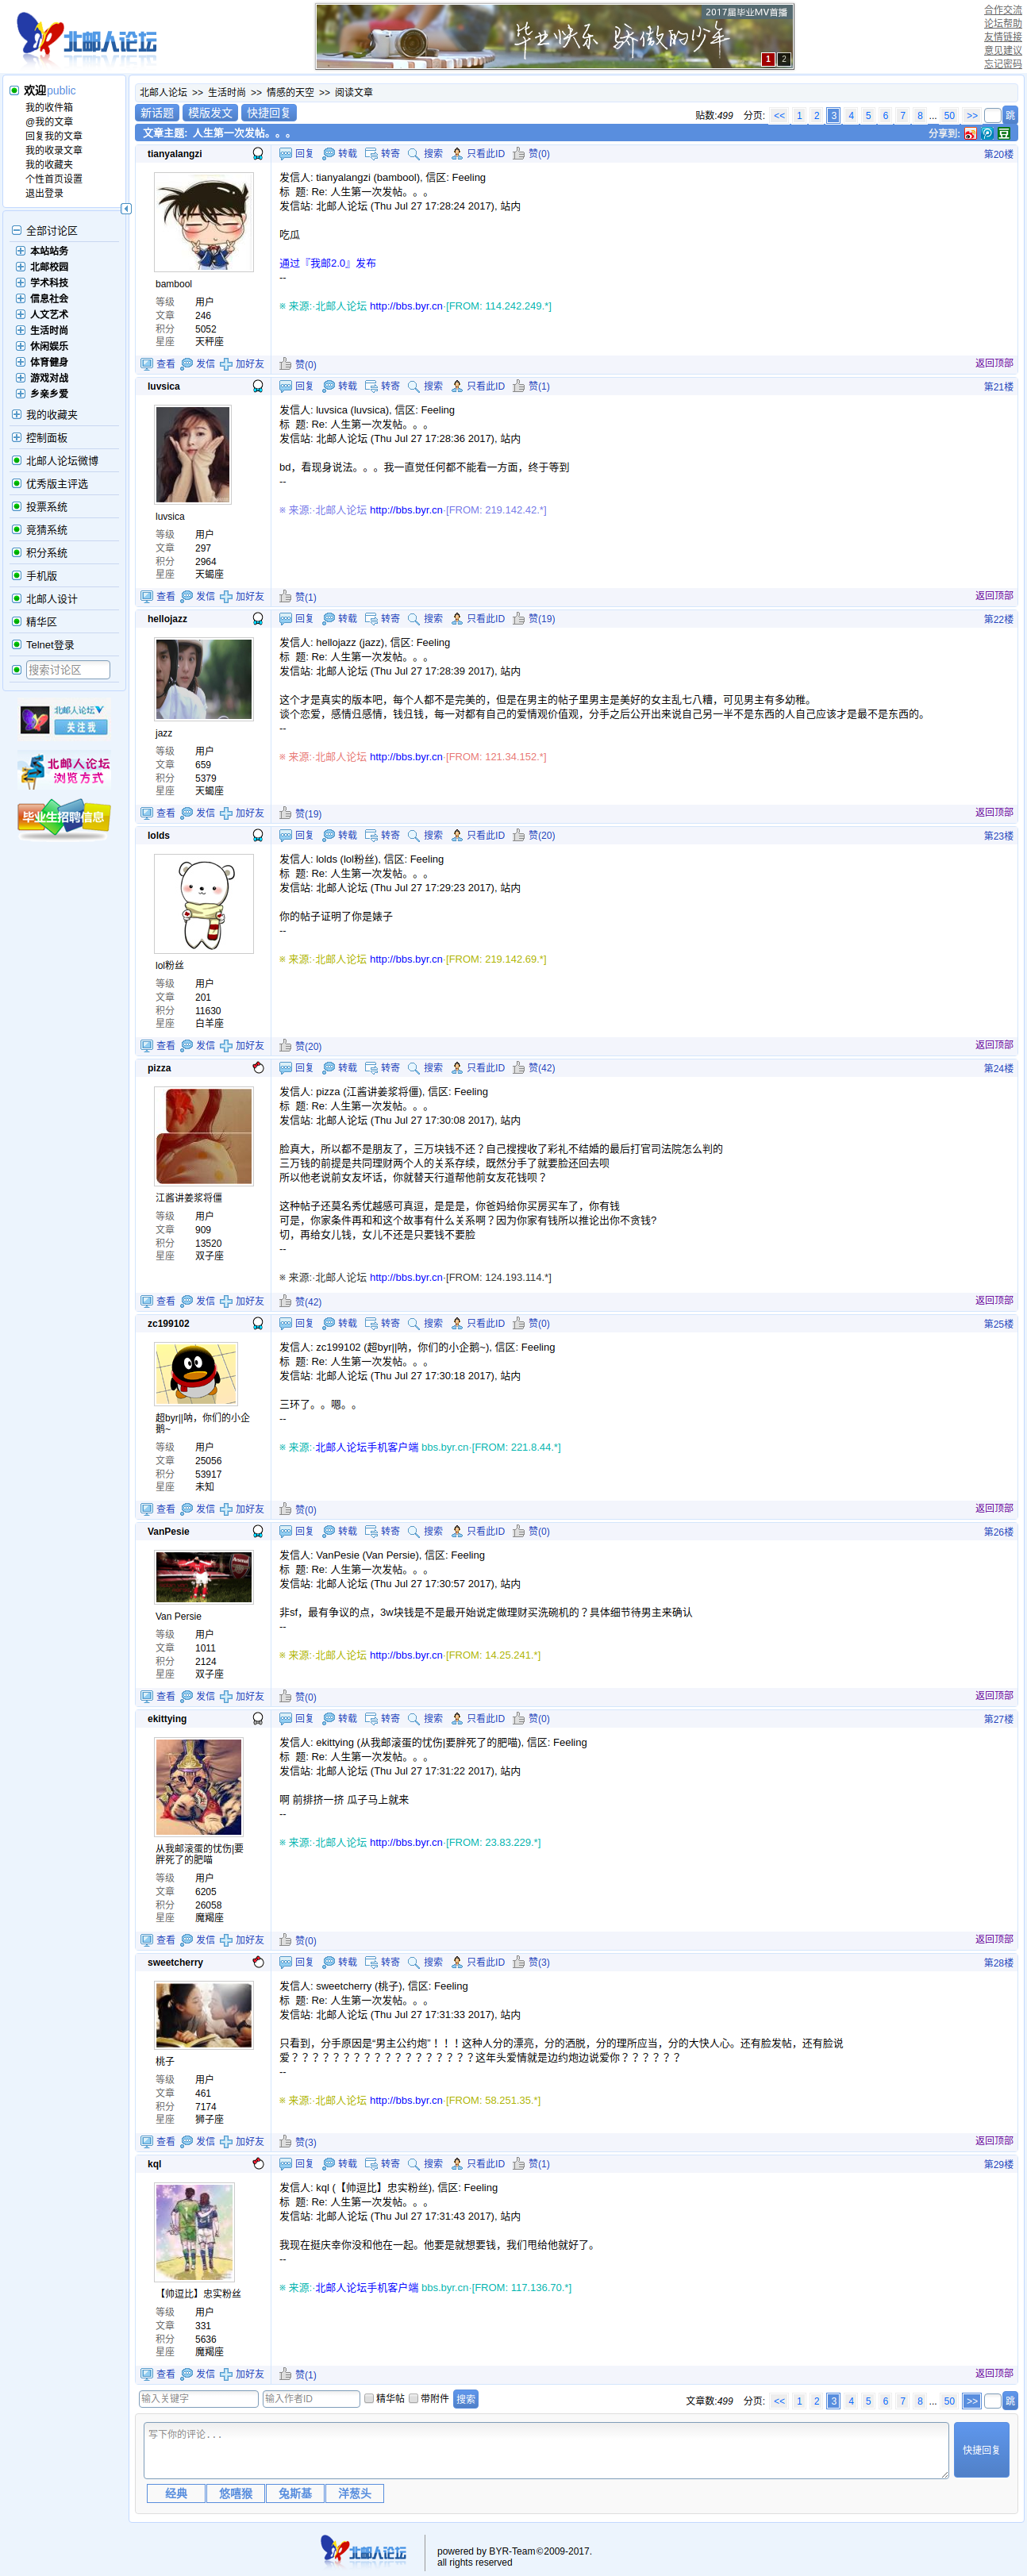 北邮人论坛
2017届毕业MV首播
毕业快乐 骄傲的少年
1 2
合作交流
论坛帮助
友情链接
意见建议
忘记密码
欢迎public
我的收件箱
@我的文章
回复我的文章
我的收录文章
我的收藏夹
个性首页设置
退出登录
全部讨论区
本站站务
北邮校园
学术科技
信息社会
人文艺术
生活时尚
休闲娱乐
体育健身
游戏对战
乡亲乡爱
我的收藏夹
控制面板
北邮人论坛微博
优秀版主评选
投票系统
竞猜系统
积分系统
手机版
北邮人设计
精华区
Telnet登录
搜索讨论区
北邮人论坛
关注我
北邮人论坛
浏览方式
毕业生招聘信息
北邮人论坛 >> 生活时尚 >> 情感的天空 >> 阅读文章
新话题 模版发文 快捷回复
贴数:499 分页: << 1 2 3 4 5 6 7 8 ... 50 >> 跳
文章主题: 人生第一次发帖。。。
分享到: 豆
tianyalangzi 回复 转载 转寄 搜索 只看此ID 赞(0) 第20楼
bambool
等级 用户
文章 246
积分 5052
星座 天秤座
发信人: tianyalangzi (bambool), 信区: Feeling
标 题: Re: 人生第一次发帖。。。
发信站: 北邮人论坛 (Thu Jul 27 17:28:24 2017), 站内
吃瓜
通过『我邮2.0』发布
--
※ 来源:·北邮人论坛 http://bbs.byr.cn·[FROM: 114.242.249.*]
查看 发信 加好友 赞(0) 返回顶部
luvsica 回复 转载 转寄 搜索 只看此ID 赞(1) 第21楼
luvsica
等级 用户
文章 297
积分 2964
星座 天蝎座
发信人: luvsica (luvsica), 信区: Feeling
标 题: Re: 人生第一次发帖。。。
发信站: 北邮人论坛 (Thu Jul 27 17:28:36 2017), 站内
bd，看现身说法。。。我一直觉任何都不能看一方面，终于等到
--
※ 来源:·北邮人论坛 http://bbs.byr.cn·[FROM: 219.142.42.*]
查看 发信 加好友 赞(1) 返回顶部
hellojazz 回复 转载 转寄 搜索 只看此ID 赞(19) 第22楼
jazz
等级 用户
文章 659
积分 5379
星座 天蝎座
发信人: hellojazz (jazz), 信区: Feeling
标 题: Re: 人生第一次发帖。。。
发信站: 北邮人论坛 (Thu Jul 27 17:28:39 2017), 站内
这个才是真实的版本吧，每个人都不是完美的，但是在男主的帖子里男主是美好的女主乱七八糟，可见男主有多幼稚。
谈个恋爱，感情归感情，钱归钱，每一对都有自己的爱情观价值观，分手之后公开出来说自己另一半不是东西的人自己应该才是最不是东西的。
--
※ 来源:·北邮人论坛 http://bbs.byr.cn·[FROM: 121.34.152.*]
查看 发信 加好友 赞(19) 返回顶部
lolds 回复 转载 转寄 搜索 只看此ID 赞(20) 第23楼
lol粉丝
等级 用户
文章 201
积分 11630
星座 白羊座
发信人: lolds (lol粉丝), 信区: Feeling
标 题: Re: 人生第一次发帖。。。
发信站: 北邮人论坛 (Thu Jul 27 17:29:23 2017), 站内
你的帖子证明了你是婊子
--
※ 来源:·北邮人论坛 http://bbs.byr.cn·[FROM: 219.142.69.*]
查看 发信 加好友 赞(20) 返回顶部
pizza 回复 转载 转寄 搜索 只看此ID 赞(42) 第24楼
江酱讲姜浆将僵
等级 用户
文章 909
积分 13520
星座 双子座
发信人: pizza (江酱讲姜浆将僵), 信区: Feeling
标 题: Re: 人生第一次发帖。。。
发信站: 北邮人论坛 (Thu Jul 27 17:30:08 2017), 站内
脸真大，所以都不是朋友了，三万块钱不还？自己搜搜收了彩礼不结婚的最后打官司法院怎么判的
三万钱的前提是共同理财两个人的关系存续，既然分手了就要脸还回去呗
所以他老说前女友坏话，你就替天行道帮他前女友花钱呗？
这种帖子还莫名秀优越感可真逗，是是是，你爸妈给你买房买车了，你有钱
可是，你家条件再和和这个故事有什么关系啊？因为你家有钱所以推论出你不贪钱?
切，再给女儿钱，女儿不还是只要钱不要脸
--
※ 来源:·北邮人论坛 http://bbs.byr.cn·[FROM: 124.193.114.*]
查看 发信 加好友 赞(42) 返回顶部
zc199102 回复 转载 转寄 搜索 只看此ID 赞(0) 第25楼
超byr||呐，你们的小企
鹅~
等级 用户
文章 25056
积分 53917
星座 未知
发信人: zc199102 (超byr||呐，你们的小企鹅~), 信区: Feeling
标 题: Re: 人生第一次发帖。。。
发信站: 北邮人论坛 (Thu Jul 27 17:30:18 2017), 站内
三环了。。嗯。。
--
※ 来源:·北邮人论坛手机客户端 bbs.byr.cn·[FROM: 221.8.44.*]
查看 发信 加好友 赞(0) 返回顶部
VanPesie 回复 转载 转寄 搜索 只看此ID 赞(0) 第26楼
Van Persie
等级 用户
文章 1011
积分 2124
星座 双子座
发信人: VanPesie (Van Persie), 信区: Feeling
标 题: Re: 人生第一次发帖。。。
发信站: 北邮人论坛 (Thu Jul 27 17:30:57 2017), 站内
非sf，最有争议的点，3w块钱是不是最开始说定做理财买洗碗机的？具体细节待男主来确认
--
※ 来源:·北邮人论坛 http://bbs.byr.cn·[FROM: 14.25.241.*]
查看 发信 加好友 赞(0) 返回顶部
ekittying 回复 转载 转寄 搜索 只看此ID 赞(0) 第27楼
从我邮滚蛋的忧伤|要
胖死了的肥喵
等级 用户
文章 6205
积分 26058
星座 魔羯座
发信人: ekittying (从我邮滚蛋的忧伤|要胖死了的肥喵), 信区: Feeling
标 题: Re: 人生第一次发帖。。。
发信站: 北邮人论坛 (Thu Jul 27 17:31:22 2017), 站内
啊 前排挤一挤 瓜子马上就来
--
※ 来源:·北邮人论坛 http://bbs.byr.cn·[FROM: 23.83.229.*]
查看 发信 加好友 赞(0) 返回顶部
sweetcherry 回复 转载 转寄 搜索 只看此ID 赞(3) 第28楼
桃子
等级 用户
文章 461
积分 7174
星座 狮子座
发信人: sweetcherry (桃子), 信区: Feeling
标 题: Re: 人生第一次发帖。。。
发信站: 北邮人论坛 (Thu Jul 27 17:31:33 2017), 站内
只看到，分手原因是“男主公约炮”！！！这种人分的漂亮，分的洒脱，分的理所应当，分的大快人心。还有脸发帖，还有脸说
爱？？？？？？？？？？？？？？？？？？这年头爱情就是边约炮边说爱你？？？？？？
--
※ 来源:·北邮人论坛 http://bbs.byr.cn·[FROM: 58.251.35.*]
查看 发信 加好友 赞(3) 返回顶部
kql 回复 转载 转寄 搜索 只看此ID 赞(1) 第29楼
【帅逗比】忠实粉丝
等级 用户
文章 331
积分 5636
星座 魔羯座
发信人: kql (【帅逗比】忠实粉丝), 信区: Feeling
标 题: Re: 人生第一次发帖。。。
发信站: 北邮人论坛 (Thu Jul 27 17:31:43 2017), 站内
我现在挺庆幸你没和他在一起。他要是就想要钱，我们甩给他就好了。
--
※ 来源:·北邮人论坛手机客户端 bbs.byr.cn·[FROM: 117.136.70.*]
查看 发信 加好友 赞(1) 返回顶部
输入关键字 输入作者ID 精华帖 带附件 搜索
文章数:499 分页: << 1 2 3 4 5 6 7 8 ... 50 >> 跳
写下你的评论...
快捷回复
经典 悠嘻猴 兔斯基 洋葱头
北邮人论坛
powered by BYR-Team©2009-2017.
all rights reserved